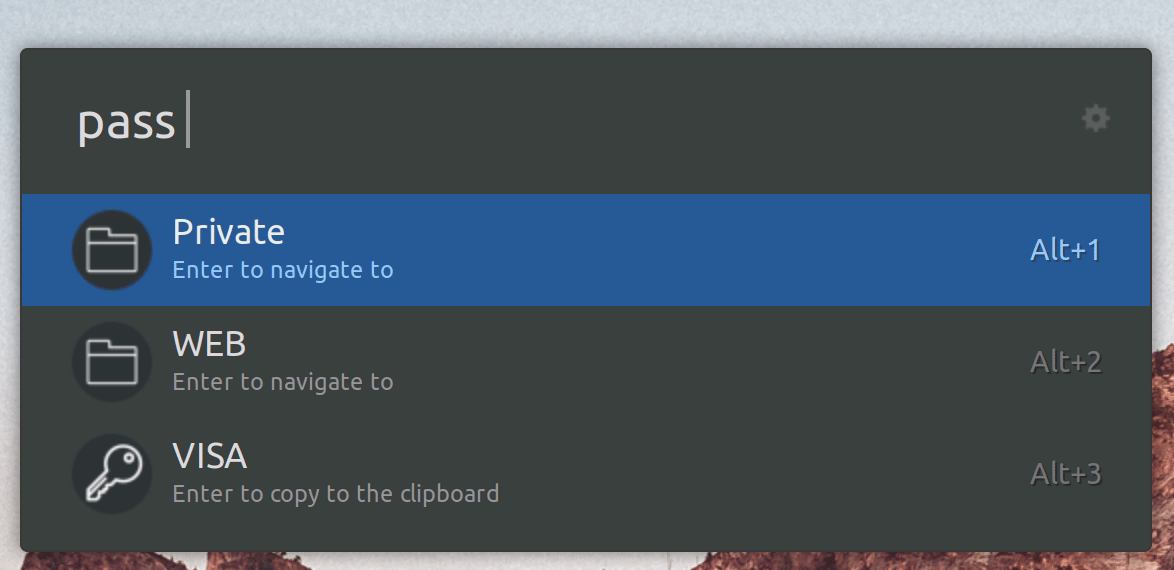 pass
Private
Enter to navigate to
Alt+1
WEB
Enter to navigate to
Alt+2
VISA
Enter to copy to the clipboard
Alt+3